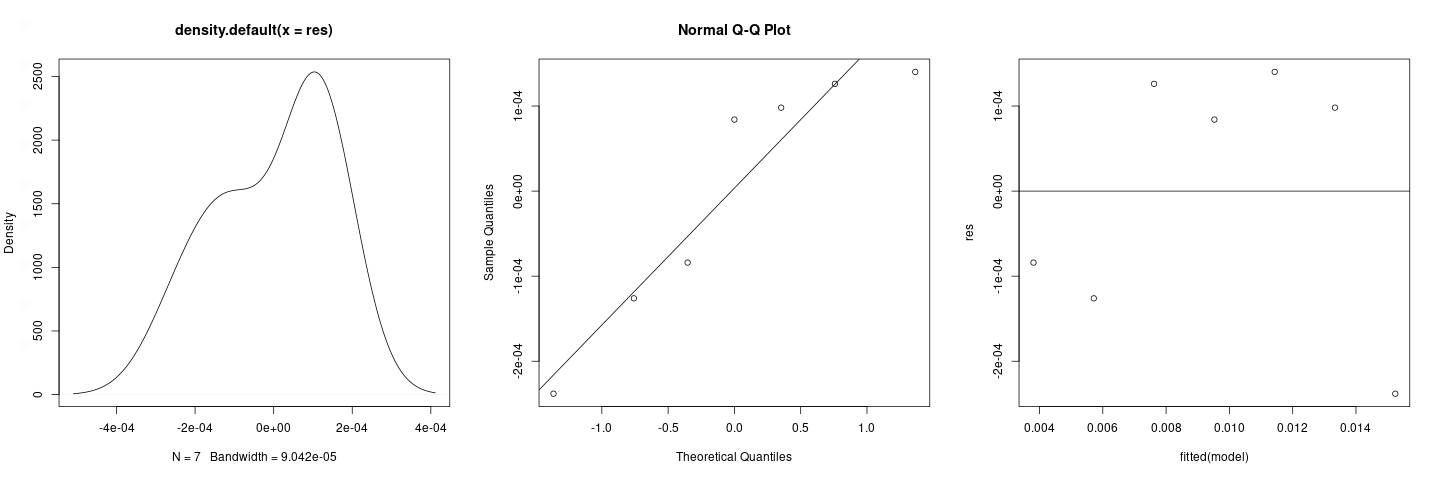 density.default(x = res)
Density
2500
2000
1500
1000
500
0
-4e-04 -2e-04 0e+00 2e-04 4e-04
N = 7 Bandwidth = 9.042e-05
Normal Q-Q Plot
Sample Quantiles
1e-04
0e+00
-1e-04
-2e-04
-1.0 -0.5 0.0 0.5 1.0
Theoretical Quantiles
res
1e-04
0e+00
-1e-04
-2e-04
0.004 0.006 0.008 0.010 0.012 0.014
fitted(model)